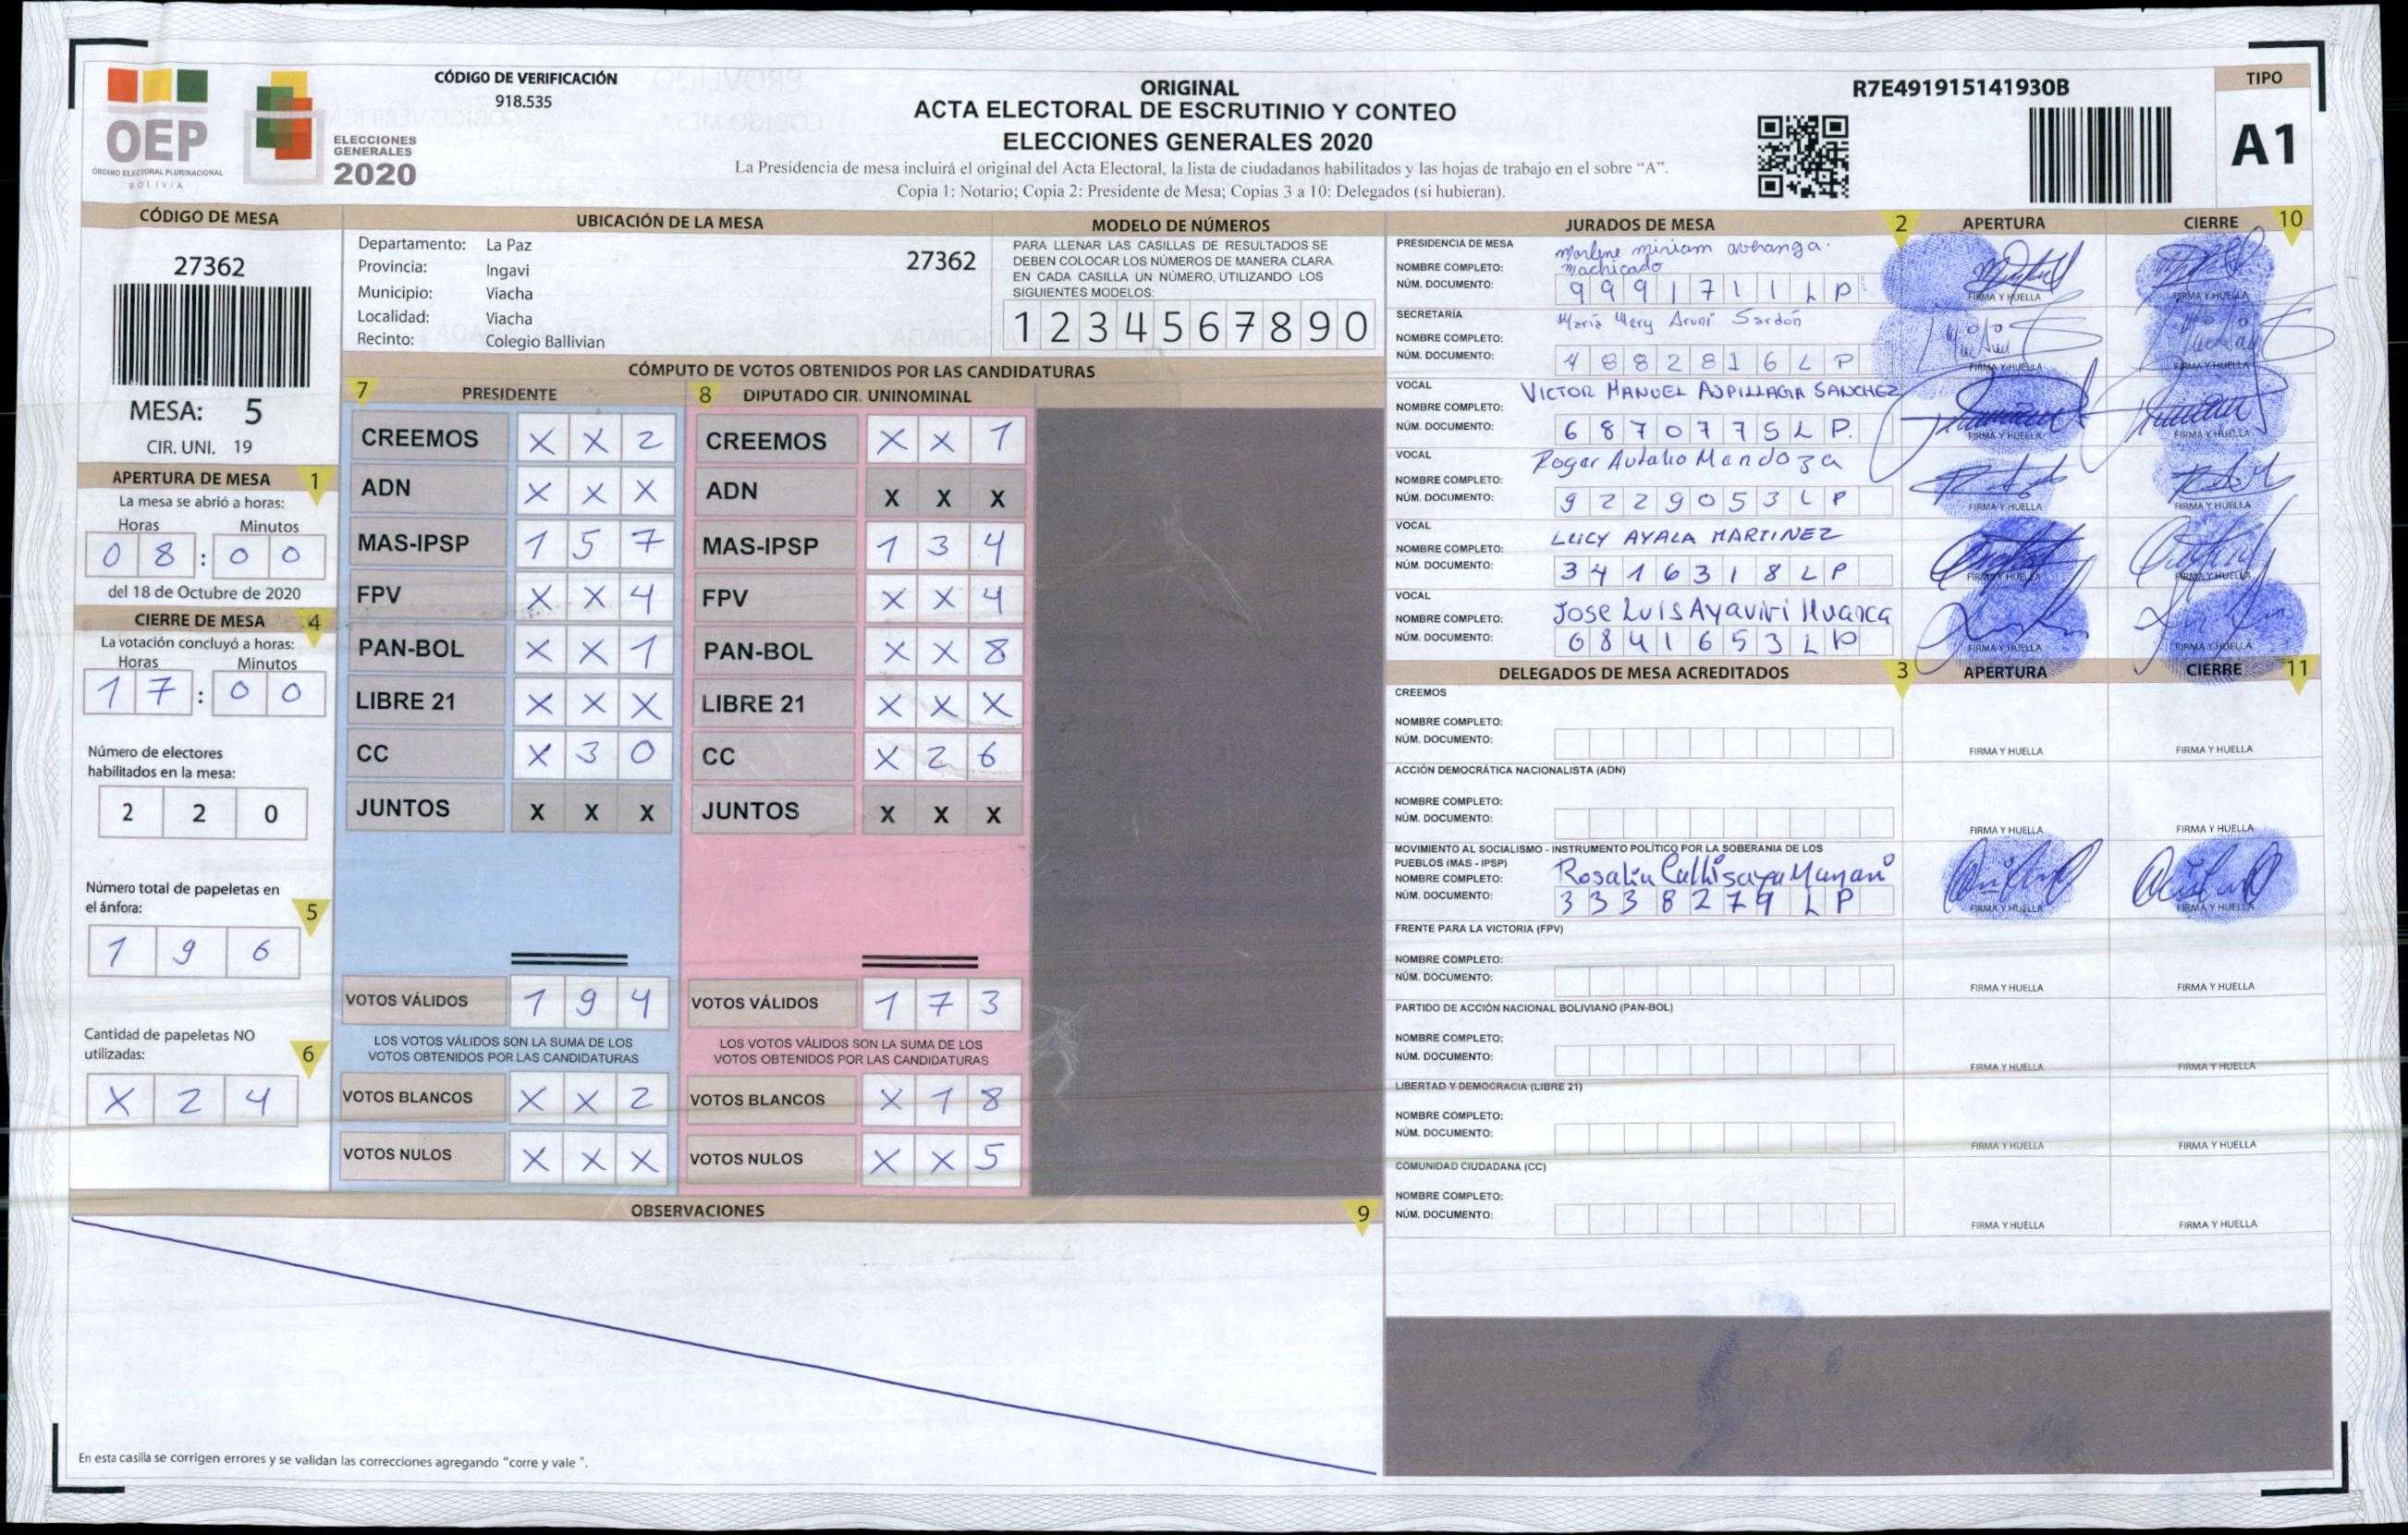 CÓDIGO DE VERIFICACIÓN
918.535
OEP
ÓRGANO ELECTORAL PLURINACIONAL
BOLIVIA
ELECCIONES
GENERALES
2020
ORIGINAL
ACTA ELECTORAL DE ESCRUTINIO Y CONTEO
ELECCIONES GENERALES 2020
La Presidencia de mesa incluirá el original del Acta Electoral, la lista de ciudadanos habilitados y las hojas de trabajo en el sobre "A".
Copia 1: Notario; Copia 2: Presidente de Mesa; Copias 3 a 10: Delegados (si hubieran).
R7E491915141930B
TIPO
A1
CÓDIGO DE MESA
27362
MESA: 5
CIR. UNI. 19
APERTURA DE MESA 1
La mesa se abrió a horas:
Horas Minutos
0 8 : 0 0
del 18 de Octubre de 2020
CIERRE DE MESA 4
La votación concluyó a horas:
Horas Minutos
1 7 : 0 0
Número de electores
habilitados en la mesa:
2 2 0
Número total de papeletas en
el ánfora: 5
1 9 6
Cantidad de papeletas NO
utilizadas: 6
X 2 4
UBICACIÓN DE LA MESA
Departamento: La Paz 27362
Provincia: Ingavi
Municipio: Viacha
Localidad: Viacha
Recinto: Colegio Ballivian
MODELO DE NÚMEROS
PARA LLENAR LAS CASILLAS DE RESULTADOS SE
DEBEN COLOCAR LOS NÚMEROS DE MANERA CLARA.
EN CADA CASILLA UN NÚMERO, UTILIZANDO LOS
SIGUIENTES MODELOS:
1 2 3 4 5 6 7 8 9 0
CÓMPUTO DE VOTOS OBTENIDOS POR LAS CANDIDATURAS
7 PRESIDENTE 8 DIPUTADO CIR. UNINOMINAL
CREEMOS X X 2 CREEMOS X X 1
ADN X X X ADN X X X
MAS-IPSP 1 5 7 MAS-IPSP 1 3 4
FPV X X 4 FPV X X 4
PAN-BOL X X 1 PAN-BOL X X 8
LIBRE 21 X X X LIBRE 21 X X X
CC X 3 0 CC X 2 6
JUNTOS X X X JUNTOS X X X
VOTOS VÁLIDOS 1 9 4 VOTOS VÁLIDOS 1 7 3
LOS VOTOS VÁLIDOS SON LA SUMA DE LOS LOS VOTOS VÁLIDOS SON LA SUMA DE LOS
VOTOS OBTENIDOS POR LAS CANDIDATURAS VOTOS OBTENIDOS POR LAS CANDIDATURAS
VOTOS BLANCOS X X 2 VOTOS BLANCOS X 1 8
VOTOS NULOS X X X VOTOS NULOS X X 5
OBSERVACIONES 9
En esta casilla se corrigen errores y se validan las correcciones agregando "corre y vale ".
JURADOS DE MESA 2 APERTURA CIERRE 10
PRESIDENCIA DE MESA
NOMBRE COMPLETO: Marlene miriam machicado
NÚM. DOCUMENTO: 9 9 9 1 7 1 1 L P
FIRMA Y HUELLA FIRMA Y HUELLA
SECRETARÍA
NOMBRE COMPLETO: María Mery Aruni Sardón
NÚM. DOCUMENTO: 4 8 8 2 8 1 6 L P
FIRMA Y HUELLA FIRMA Y HUELLA
VOCAL
NOMBRE COMPLETO: VICTOR MANUEL SANCHEZ
NÚM. DOCUMENTO: 6 8 7 0 7 7 5 L P.
FIRMA Y HUELLA FIRMA Y HUELLA
VOCAL
NOMBRE COMPLETO: Roger Mendoza
NÚM. DOCUMENTO: 9 2 2 9 0 5 3 L P
FIRMA Y HUELLA FIRMA Y HUELLA
VOCAL
NOMBRE COMPLETO: LUCY AYALA MARTINEZ
NÚM. DOCUMENTO: 3 4 1 6 3 1 8 L P
FIRMA Y HUELLA FIRMA Y HUELLA
VOCAL
NOMBRE COMPLETO: Jose Luis Ayaviri Huanca
NÚM. DOCUMENTO: 6 8 4 1 6 5 3 L P
FIRMA Y HUELLA FIRMA Y HUELLA
DELEGADOS DE MESA ACREDITADOS 3 APERTURA CIERRE 11
CREEMOS
NOMBRE COMPLETO:
NÚM. DOCUMENTO:
FIRMA Y HUELLA FIRMA Y HUELLA
ACCIÓN DEMOCRÁTICA NACIONALISTA (ADN)
NOMBRE COMPLETO:
NÚM. DOCUMENTO:
FIRMA Y HUELLA FIRMA Y HUELLA
MOVIMIENTO AL SOCIALISMO - INSTRUMENTO POLÍTICO POR LA SOBERANIA DE LOS
PUEBLOS (MAS - IPSP)
NOMBRE COMPLETO: Rosalia Callisaya Mamani
NÚM. DOCUMENTO: 3 3 3 8 2 7 9 L P
FIRMA Y HUELLA FIRMA Y HUELLA
FRENTE PARA LA VICTORIA (FPV)
NOMBRE COMPLETO:
NÚM. DOCUMENTO:
FIRMA Y HUELLA FIRMA Y HUELLA
PARTIDO DE ACCIÓN NACIONAL BOLIVIANO (PAN-BOL)
NOMBRE COMPLETO:
NÚM. DOCUMENTO:
FIRMA Y HUELLA FIRMA Y HUELLA
LIBERTAD Y DEMOCRACIA (LIBRE 21)
NOMBRE COMPLETO:
NÚM. DOCUMENTO:
FIRMA Y HUELLA FIRMA Y HUELLA
COMUNIDAD CIUDADANA (CC)
NOMBRE COMPLETO:
NÚM. DOCUMENTO:
FIRMA Y HUELLA FIRMA Y HUELLA